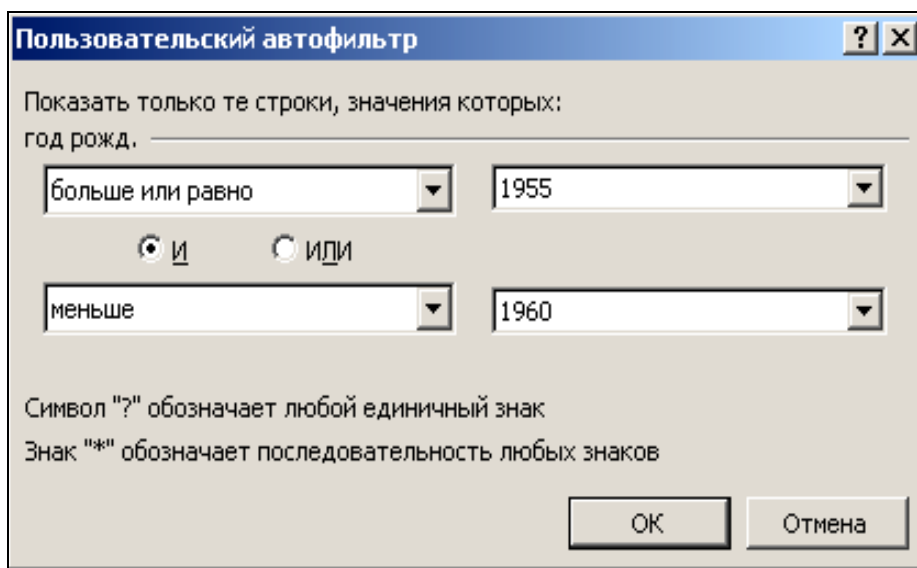 Пользовательский автофильтр
Показать только те строки, значения которых:
год рожд.
больше или равно 1955
И ИЛИ
меньше 1960
Символ "?" обозначает любой единичный знак
Знак "*" обозначает последовательность любых знаков
ОК Отмена